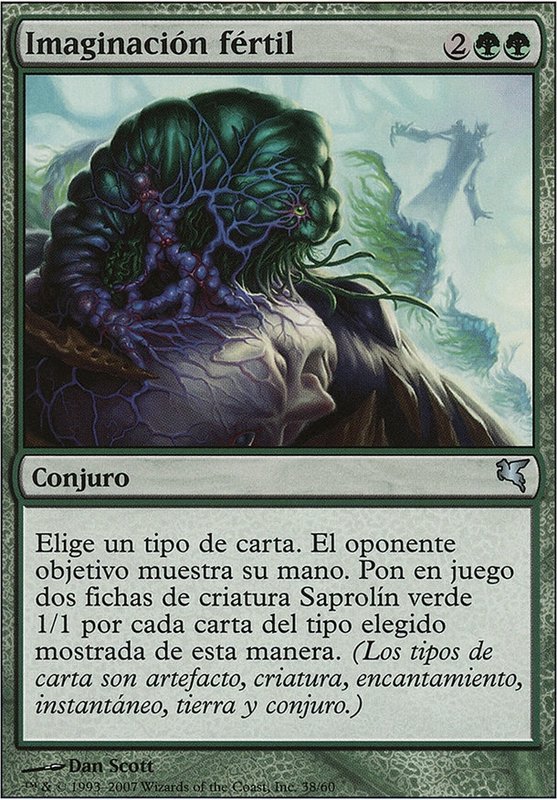 Imaginación fértil 2
Conjuro
Elige un tipo de carta. El oponente
objetivo muestra su mano. Pon en juego
dos fichas de criatura Saprolín verde
1/1 por cada carta del tipo elegido
mostrada de esta manera. (Los tipos de
carta son artefacto, criatura, encantamiento,
instantáneo, tierra y conjuro.)
Dan Scott
™ & © 1993-2007 Wizards of the Coast, Inc. 38/60